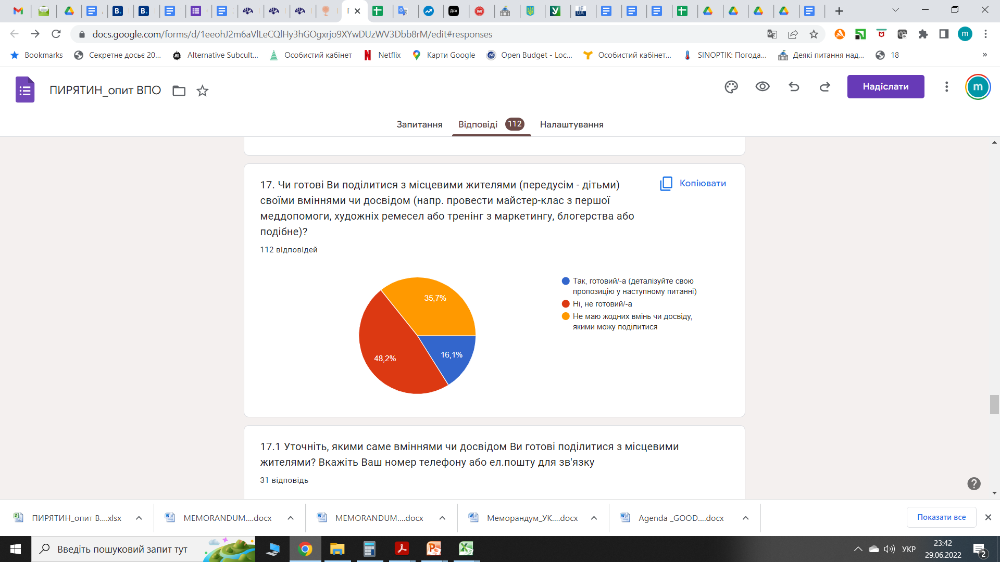 docs.google.com/forms/d/1eeohJ2m6aVlLeCQlHy3hGOgxrjo9XYwDUzWV3Dbb8rM/edit#responses
m
Bookmarks
Секретне досьє 20...
Alternative Subcult...
Особистий кабінет
Netflix
Карти Google
Open Budget - Loc...
Особистий кабінет...
SINOPTIK: Погода...
Деякі питання над...
18
»
ПИРЯТИН_опит ВПО
Надіслати
m
Запитання
Відповіді 112
Налаштування
17. Чи готові Ви поділитися з місцевими жителями (передусім - дітьми)
своїми вміннями чи досвідом (напр. провести майстер-клас з першої
меддопомоги, художніх ремесел або тренінг з маркетингу, блогерства або
подібне)?
Копіювати
112 відповідей
35,7%
48,2%
16,1%
Так, готовий/-а (деталізуйте свою
пропозицію у наступному питанні)
Ні, не готовий/-а
Не маю жодних вмінь чи досвіду,
якими можу поділитися
17.1 Уточніть, якими саме вміннями чи досвідом Ви готові поділитися з місцевими
жителями? Вкажіть Ваш номер телефону або ел.пошту для зв'язку
31 відповідь
ПИРЯТИН_опит В....xlsx
MEMORANDUM....docx
MEMORANDUM....docx
Меморандум_УК....docx
Agenda _GOOD....docx
Показати все
Введіть пошуковий запит тут
УКР
23:42
29.06.2022
2